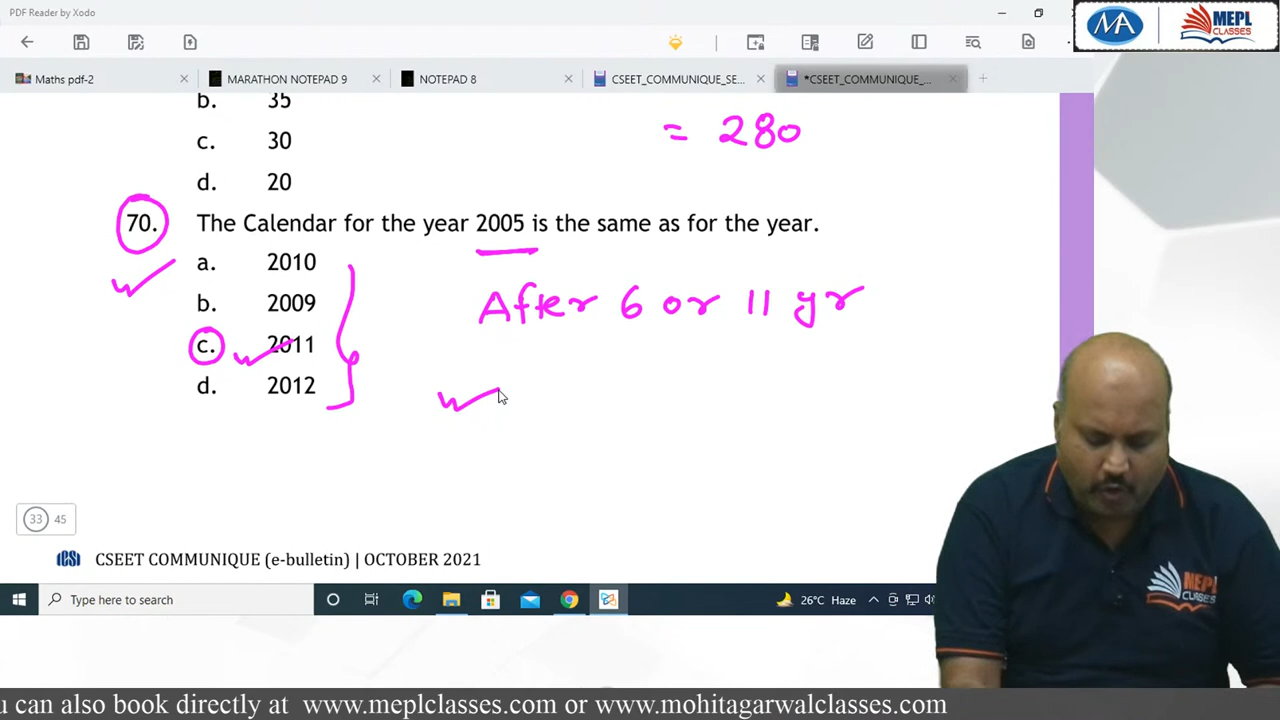 PDF Reader by Xodo
MA
MEPL
CLASSES
Maths pdf-2
MARATHON NOTEPAD 9
NOTEPAD 8
CSEET_COMMUNIQUE_SE...
*CSEET_COMMUNIQUE_...
b. 35
= 280
c. 30
d. 20
70. The Calendar for the year 2005 is the same as for the year.
a. 2010
After 6 or 11 yr
b. 2009
c. 2011
d. 2012
33 45
CSEET COMMUNIQUE (e-bulletin) | OCTOBER 2021
MEPL
CLASSES
Type here to search
26°C Haze
u can also book directly at www.meplclasses.com or www.mohitagarwalclasses.com